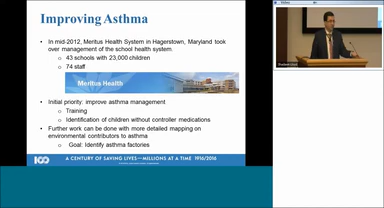 Improving Asthma
• In mid-2012, Meritus Health System in Hagerstown, Maryland took
over management of the school health system.
o 43 schools with 23,000 children
o 74 staff
Meritus Health
• Initial priority: improve asthma management
o Training
o Identification of children without controller medications
• Further work can be done with more detailed mapping on
environmental contributors to asthma
o Goal: Identify asthma factories
100 A CENTURY OF SAVING LIVES—MILLIONS AT A TIME 1916/2016